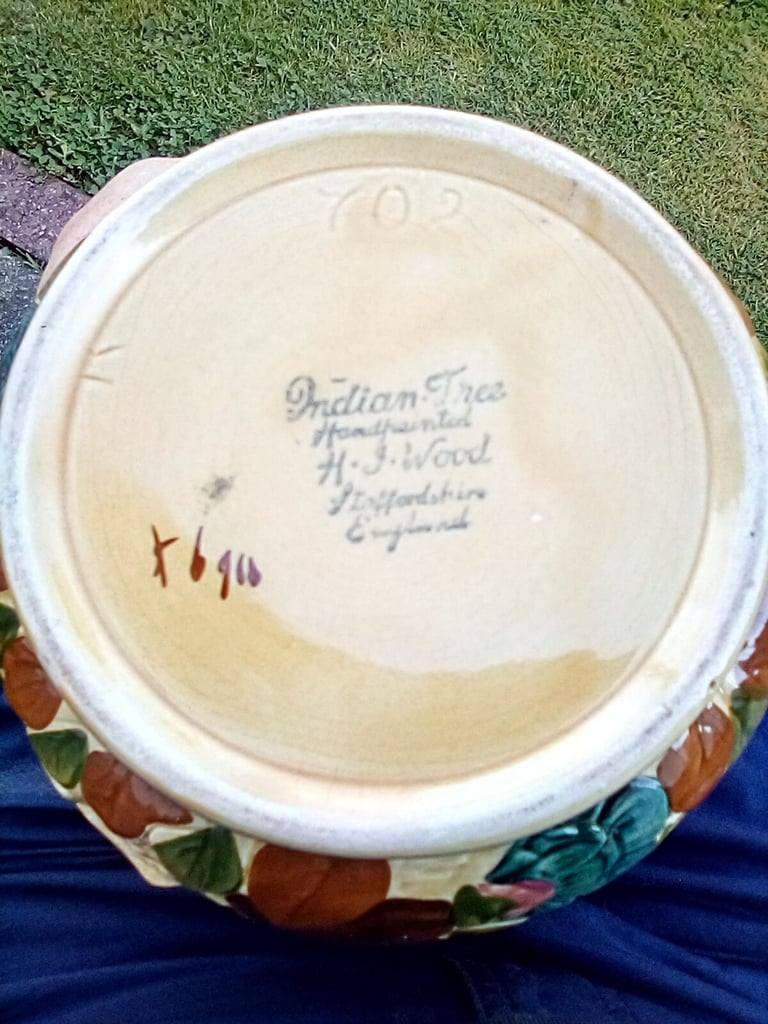 702
Indian-Tree
Handpainted
H.J.Wood
Staffordshire
England